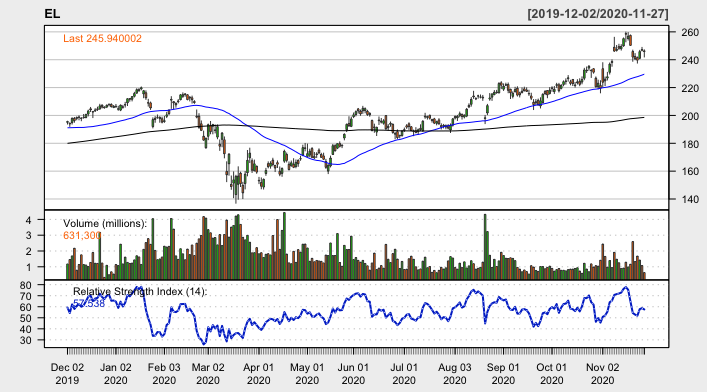 EL [2019-12-02/2020-11-27]
Last 245.940002
260
240
220
200
180
160
140
Volume (millions):
631,300
4
3
2
1
Relative Strength Index (14):
80
70
60
50
40
30
Dec 02 2019
Jan 02 2020
Feb 03 2020
Mar 02 2020
Apr 01 2020
May 01 2020
Jun 01 2020
Jul 01 2020
Aug 03 2020
Sep 01 2020
Oct 01 2020
Nov 02 2020